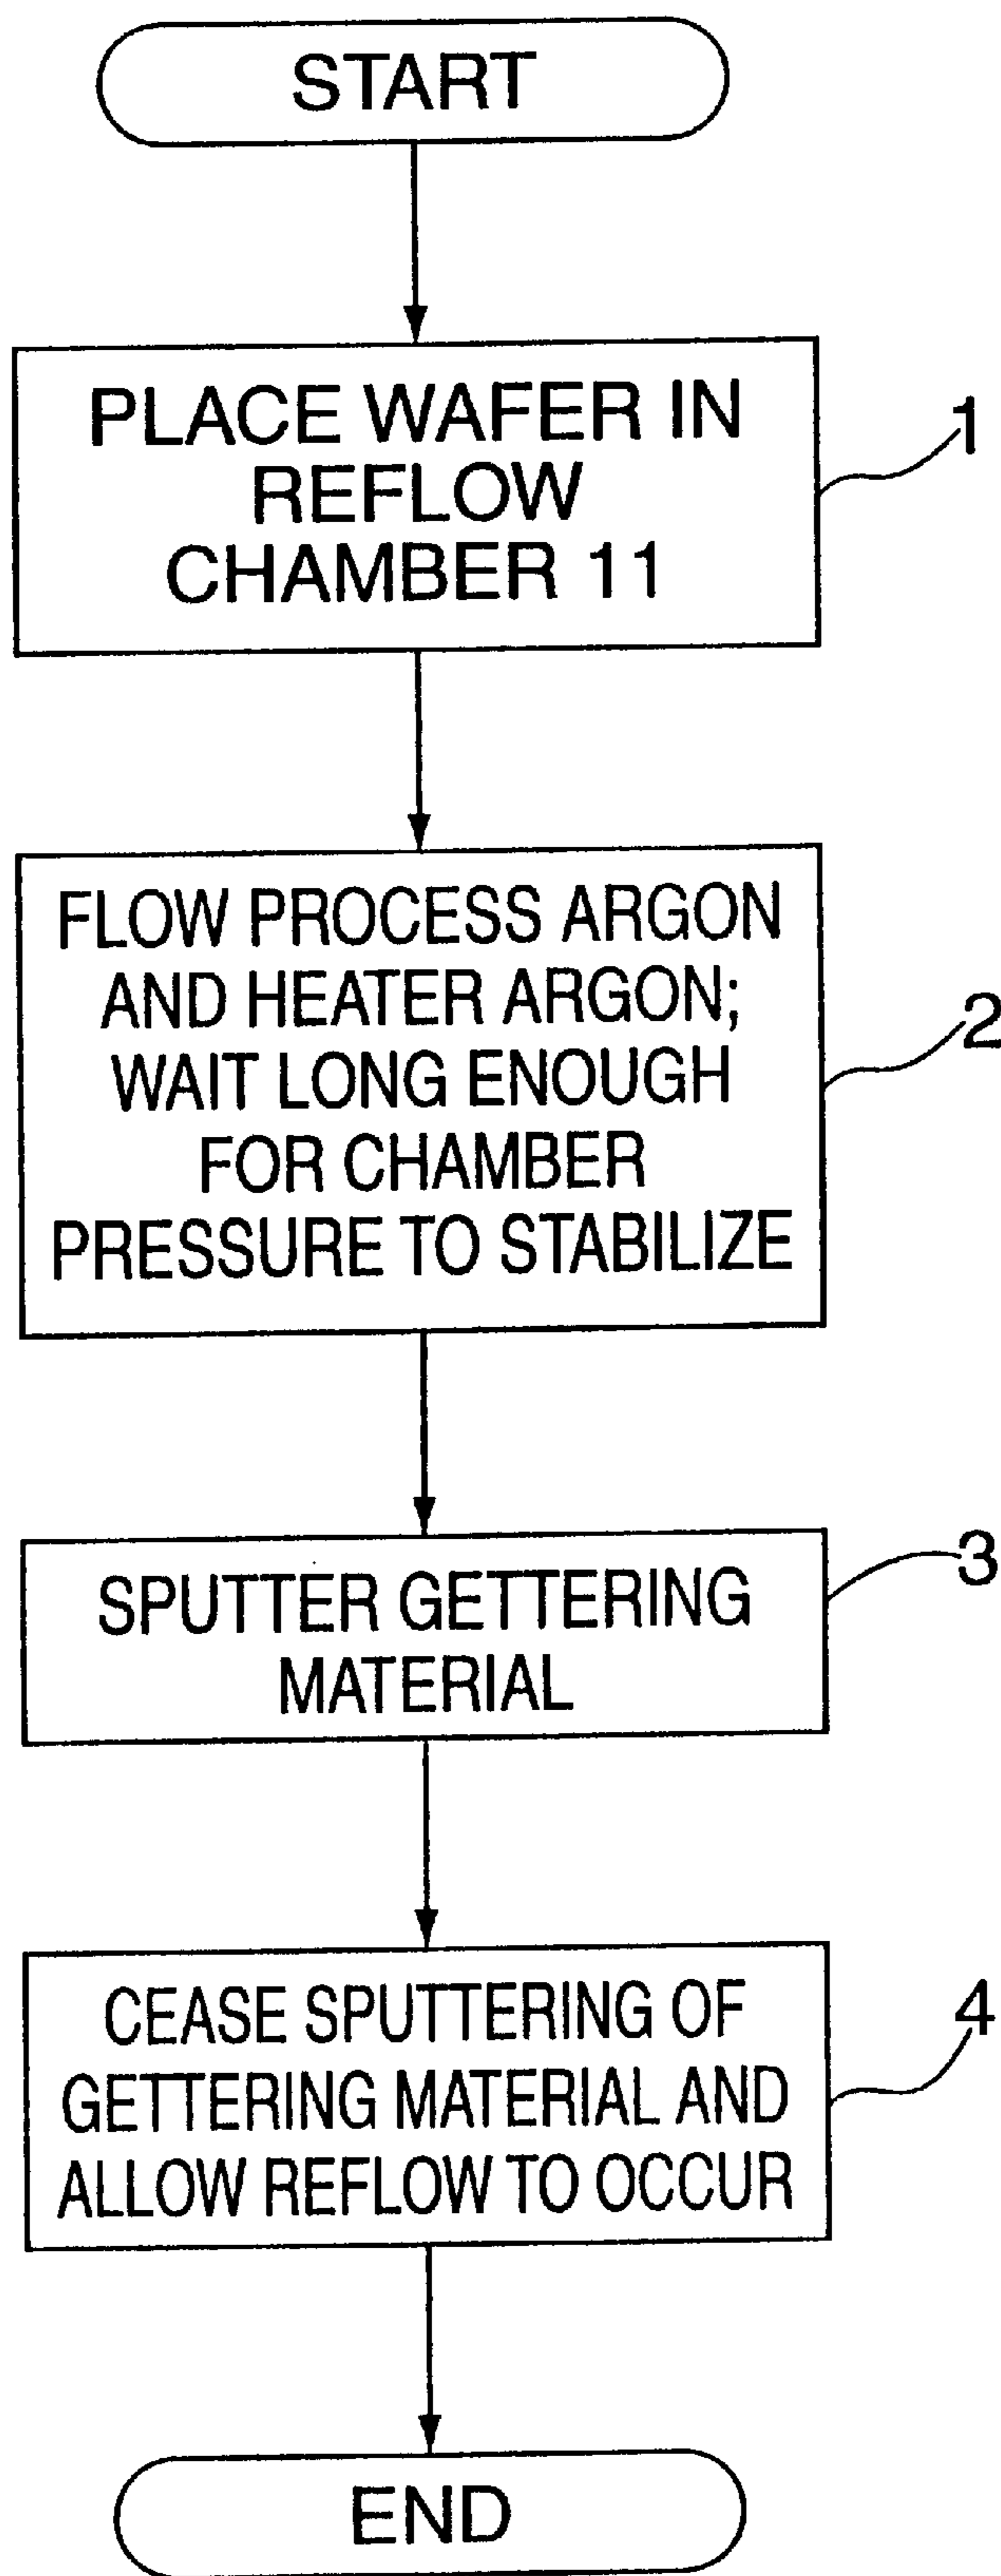 START
PLACE WAFER IN
REFLOW
CHAMBER 11
1
FLOW PROCESS ARGON
AND HEATER ARGON;
WAIT LONG ENOUGH
FOR CHAMBER
PRESSURE TO STABILIZE
2
SPUTTER GETTERING
MATERIAL
3
CEASE SPUTTERING OF
GETTERING MATERIAL AND
ALLOW REFLOW TO OCCUR
4
END